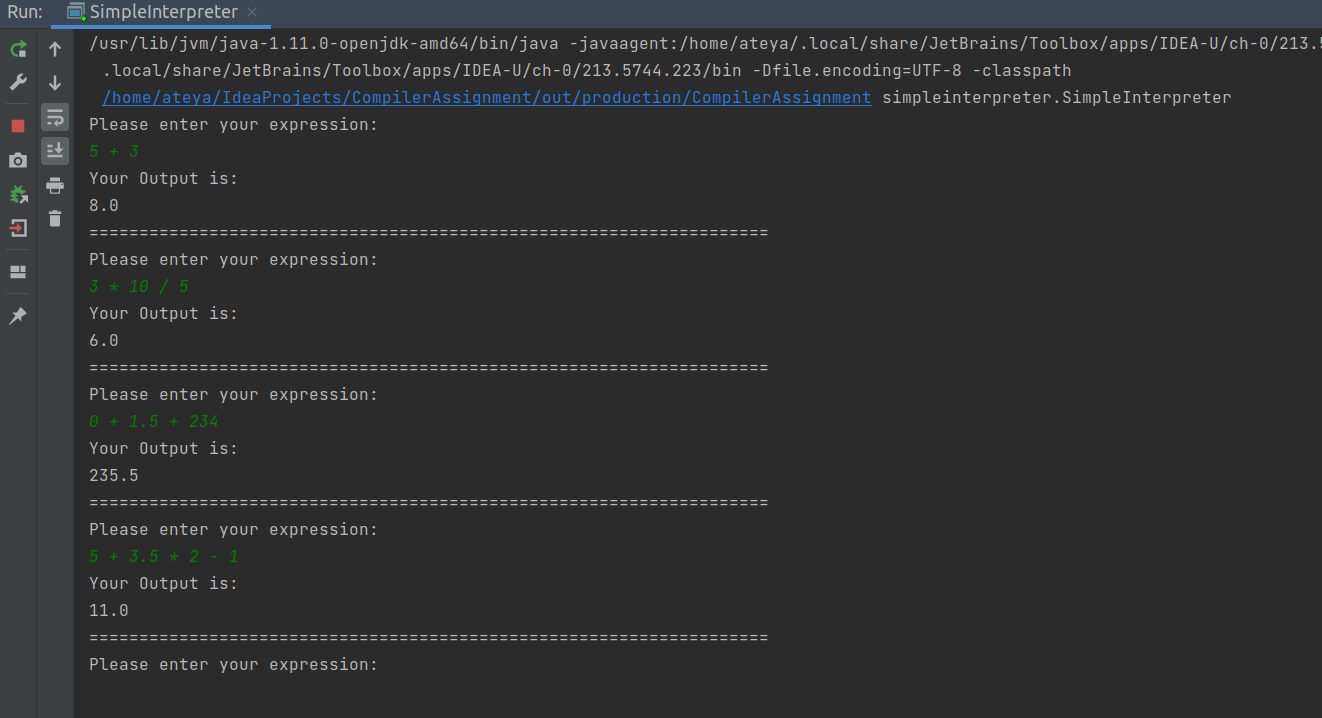 Run: SimpleInterpreter
/usr/lib/jvm/java-1.11.0-openjdk-amd64/bin/java -javaagent:/home/ateya/.local/share/JetBrains/Toolbox/apps/IDEA-U/ch-0/213.5
.local/share/JetBrains/Toolbox/apps/IDEA-U/ch-0/213.5744.223/bin -Dfile.encoding=UTF-8 -classpath
/home/ateya/IdeaProjects/CompilerAssignment/out/production/CompilerAssignment simpleinterpreter.SimpleInterpreter
Please enter your expression:
5 + 3
Your Output is:
8.0
====================================================================
Please enter your expression:
3 * 10 / 5
Your Output is:
6.0
====================================================================
Please enter your expression:
0 + 1.5 + 234
Your Output is:
235.5
====================================================================
Please enter your expression:
5 + 3.5 * 2 - 1
Your Output is:
11.0
====================================================================
Please enter your expression: